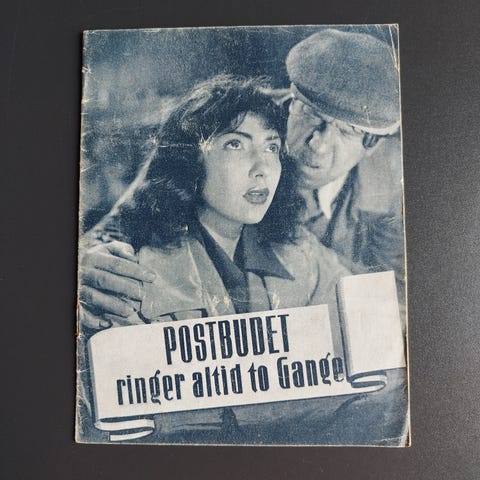 POSTBUDET
ringer altid to Gange